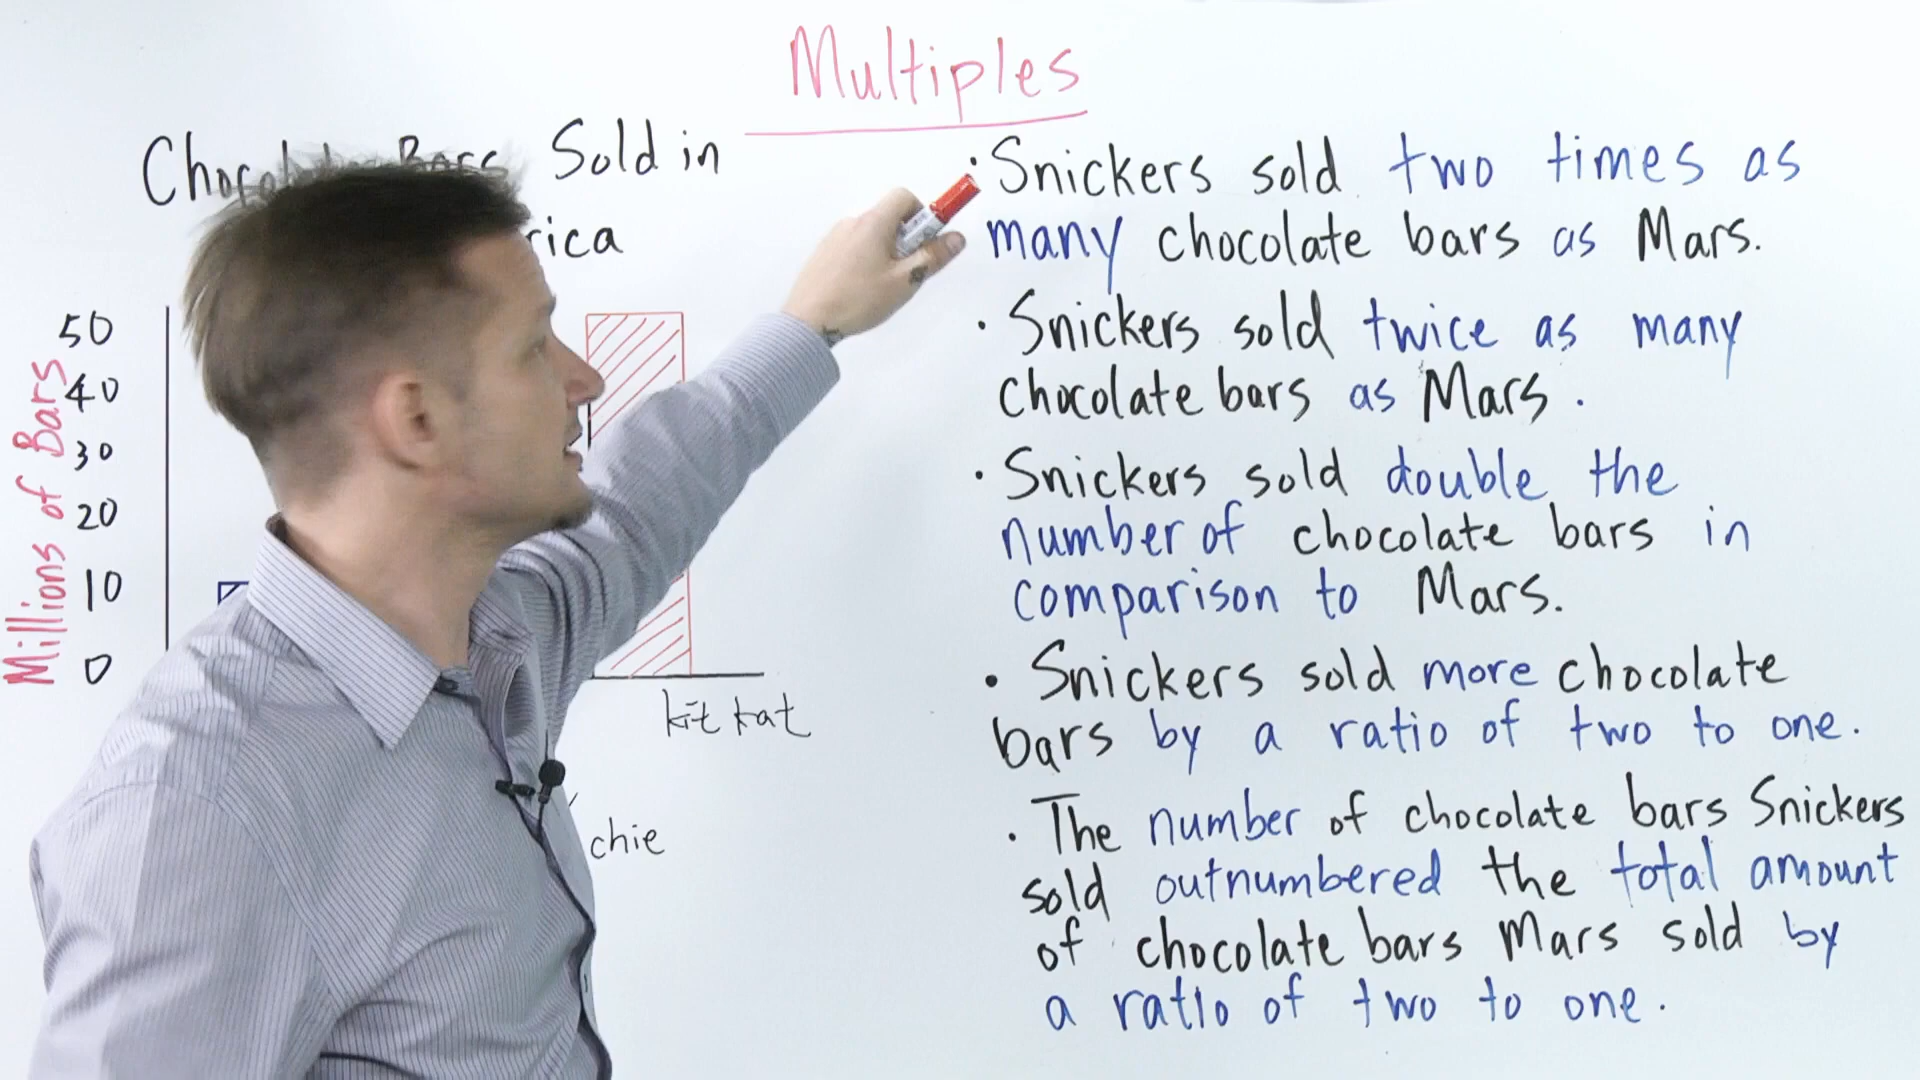 Multiples
Sold in
50
40
30
20
10
0
Millions of Bars
kit kat
chie
• Snickers sold two times as
many chocolate bars as Mars.
• Snickers sold twice as many
chocolate bars as Mars.
• Snickers sold double the
number of chocolate bars in
comparison to Mars.
• Snickers sold more chocolate
bars by a ratio of two to one.
• The number of chocolate bars Snickers
sold outnumbered the total amount
of chocolate bars Mars sold by
a ratio of two to one.